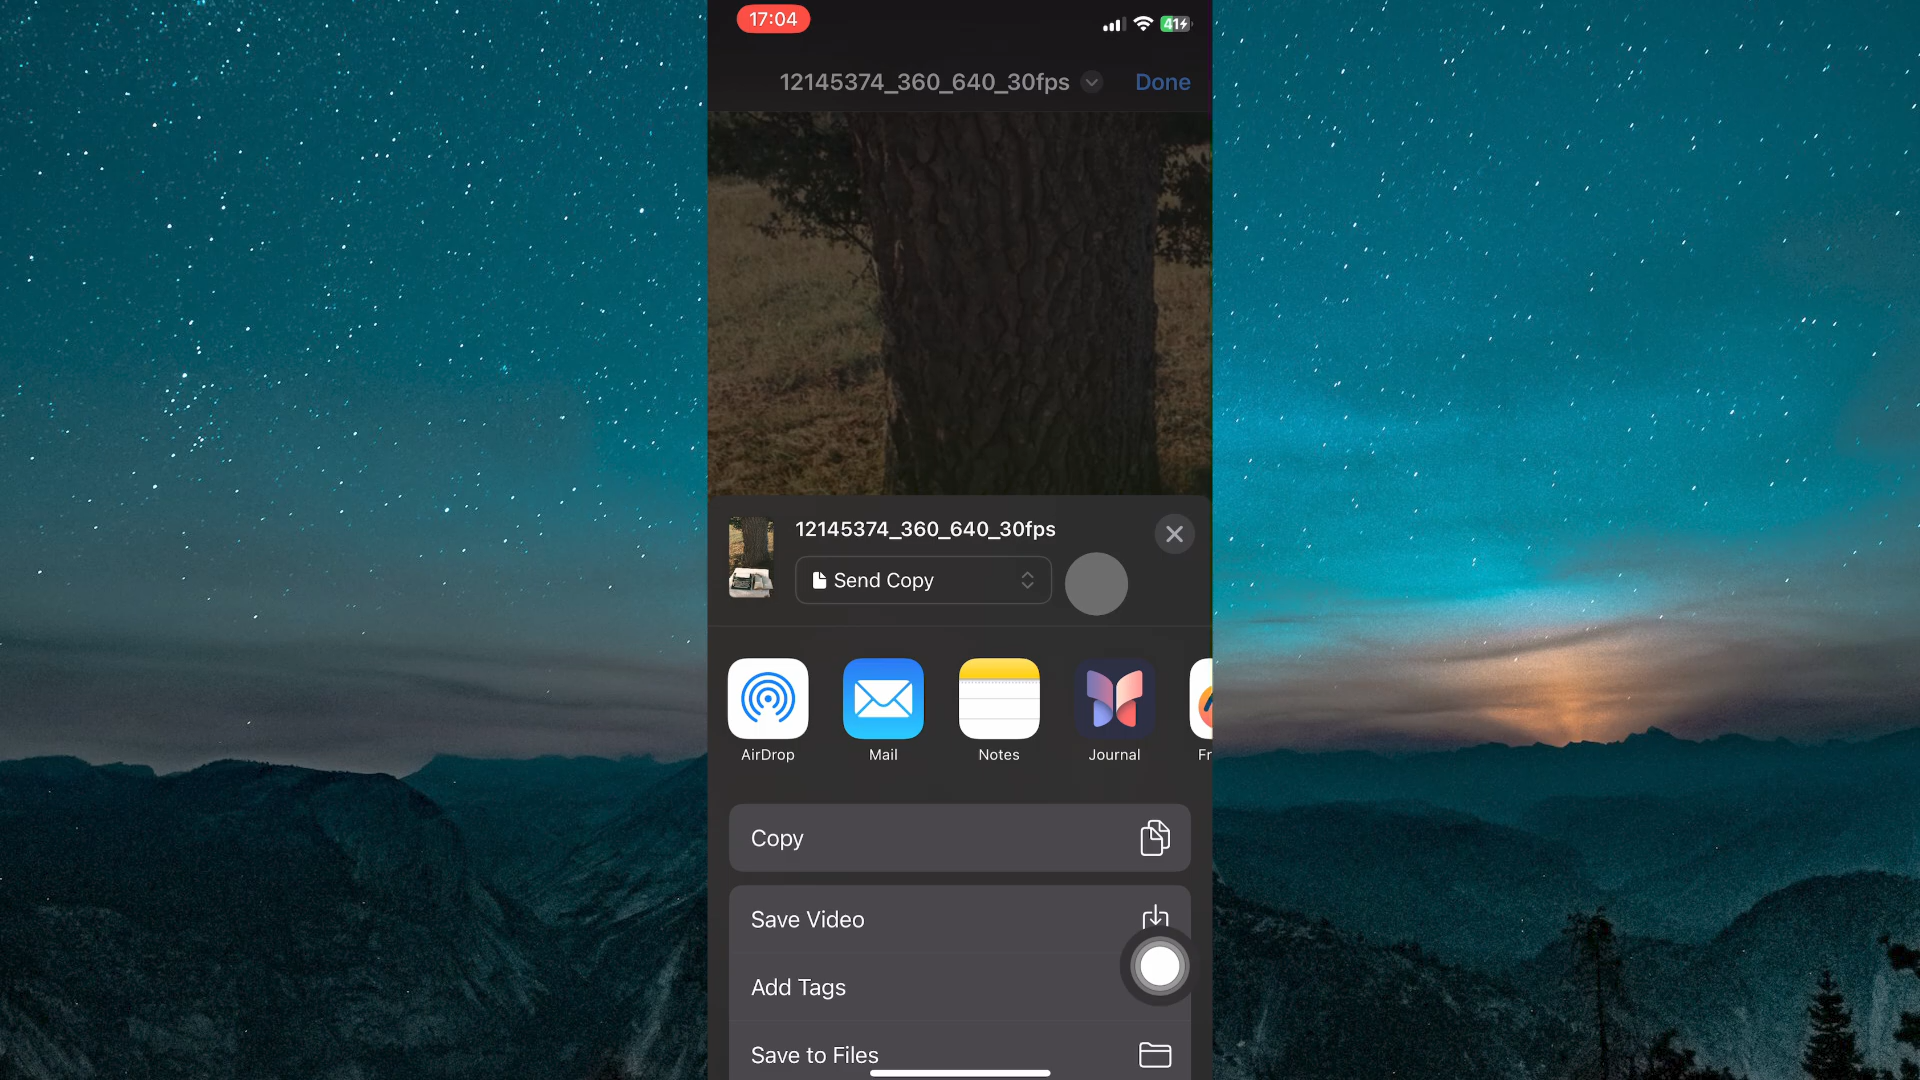 17:04
41
12145374_360_640_30fps
Done
12145374_360_640_30fps
Send Copy
AirDrop
Mail
Notes
Journal
Fr
Copy
Save Video
Add Tags
Save to Files